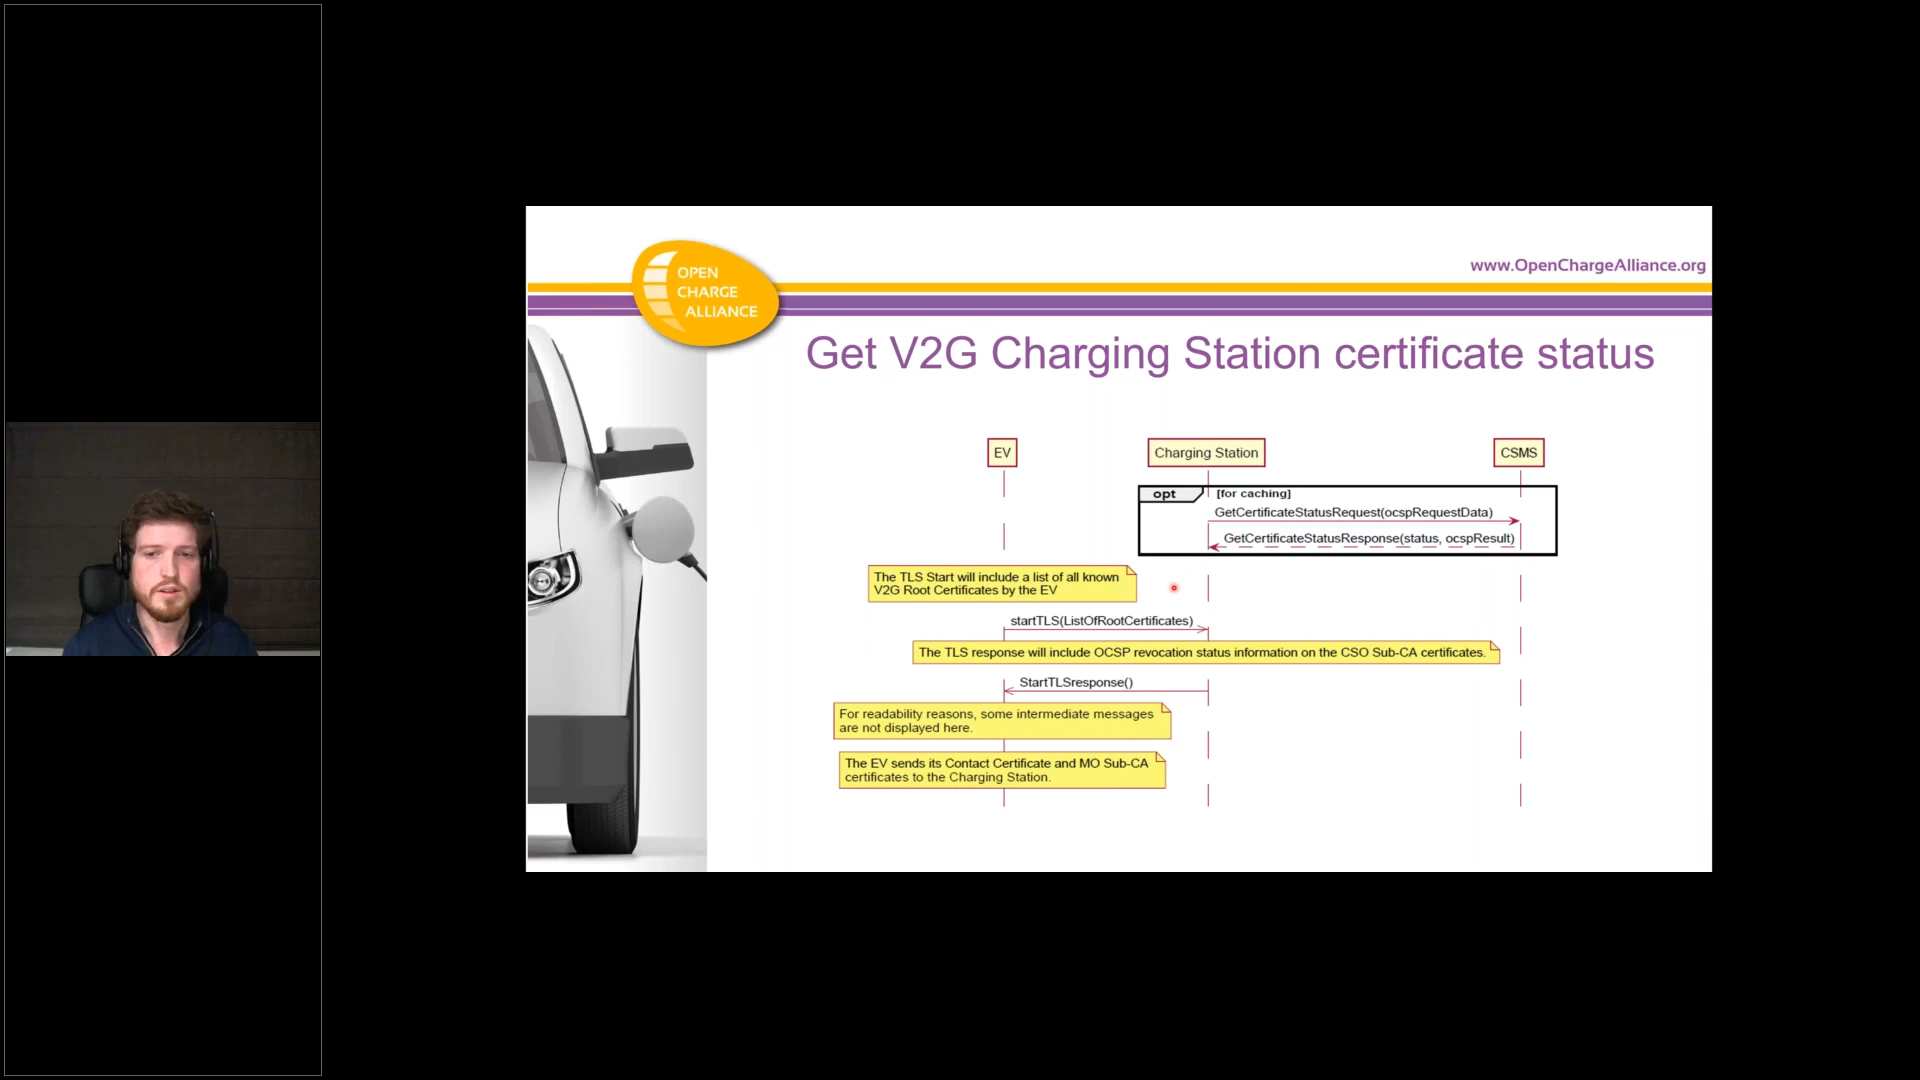 www.OpenChargeAlliance.org
OPEN
CHARGE
ALLIANCE
Get V2G Charging Station certificate status
EV
Charging Station
CSMS
opt
[for caching]
GetCertificateStatusRequest(ocspRequestData)
GetCertificateStatusResponse(status, ocspResult)
The TLS Start will include a list of all known
V2G Root Certificates by the EV
startTLS(ListOfRootCertificates)
The TLS response will include OCSP revocation status information on the CSO Sub-CA certificates.
StartTLSresponse()
For readability reasons, some intermediate messages
are not displayed here.
The EV sends its Contact Certificate and MO Sub-CA
certificates to the Charging Station.